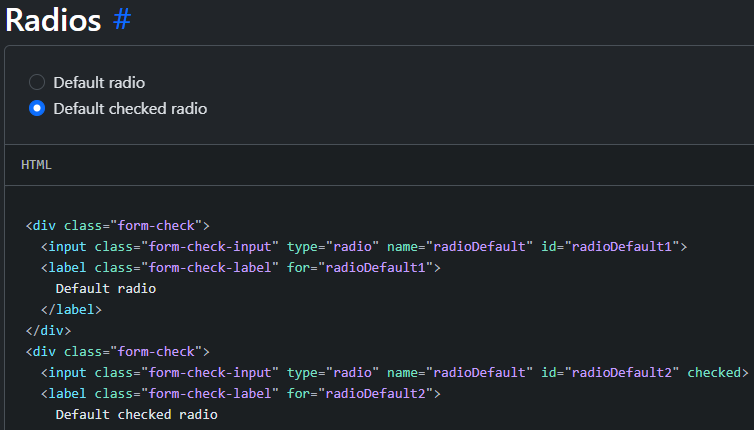 Radios #
Default radio
Default checked radio
HTML
<div class="form-check">
  <input class="form-check-input" type="radio" name="radioDefault" id="radioDefault1">
  <label class="form-check-label" for="radioDefault1">
    Default radio
  </label>
</div>
<div class="form-check">
  <input class="form-check-input" type="radio" name="radioDefault" id="radioDefault2" checked>
  <label class="form-check-label" for="radioDefault2">
    Default checked radio